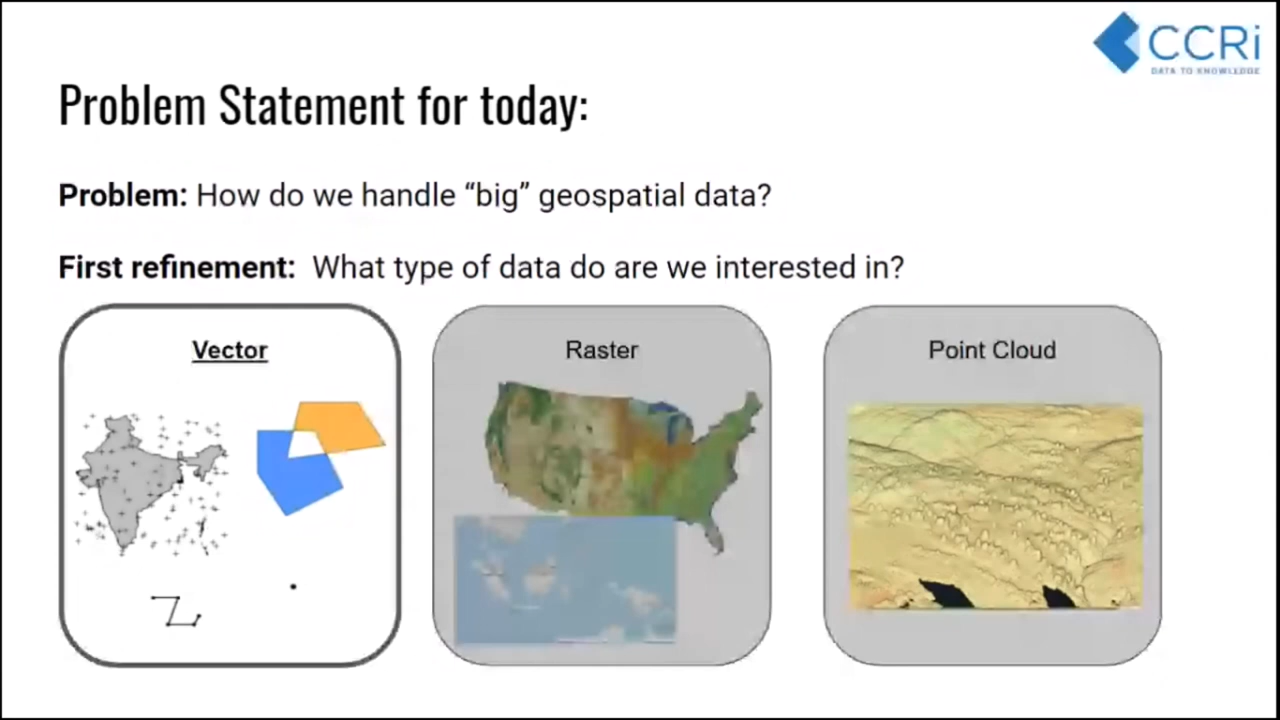 CCRi
DATA TO KNOWLEDGE
Problem Statement for today:
Problem: How do we handle “big” geospatial data?
First refinement: What type of data do are we interested in?
Vector
Raster
Point Cloud